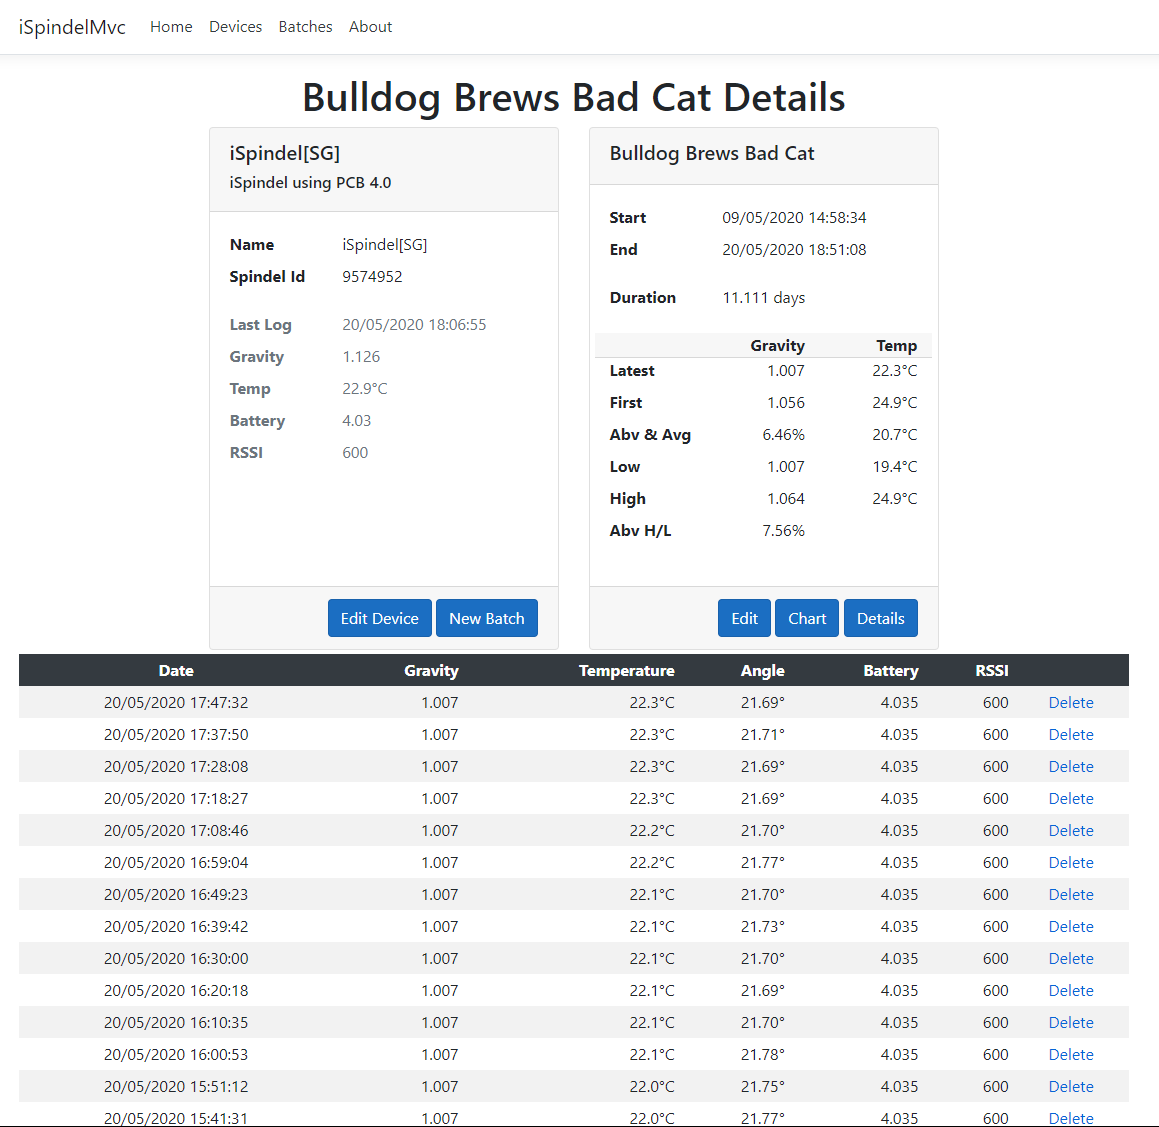 iSpindelMvc Home Devices Batches About
Bulldog Brews Bad Cat Details
iSpindel[SG]
iSpindel using PCB 4.0
Name iSpindel[SG]
Spindel Id 9574952
Last Log 20/05/2020 18:06:55
Gravity 1.126
Temp 22.9°C
Battery 4.03
RSSI 600
Edit Device New Batch
Bulldog Brews Bad Cat
Start 09/05/2020 14:58:34
End 20/05/2020 18:51:08
Duration 11.111 days
Gravity Temp
Latest 1.007 22.3°C
First 1.056 24.9°C
Abv & Avg 6.46% 20.7°C
Low 1.007 19.4°C
High 1.064 24.9°C
Abv H/L 7.56%
Edit Chart Details
Date Gravity Temperature Angle Battery RSSI
20/05/2020 17:47:32 1.007 22.3°C 21.69° 4.035 600 Delete
20/05/2020 17:37:50 1.007 22.3°C 21.71° 4.035 600 Delete
20/05/2020 17:28:08 1.007 22.3°C 21.69° 4.035 600 Delete
20/05/2020 17:18:27 1.007 22.3°C 21.69° 4.035 600 Delete
20/05/2020 17:08:46 1.007 22.2°C 21.70° 4.035 600 Delete
20/05/2020 16:59:04 1.007 22.2°C 21.77° 4.035 600 Delete
20/05/2020 16:49:23 1.007 22.1°C 21.70° 4.035 600 Delete
20/05/2020 16:39:42 1.007 22.1°C 21.73° 4.035 600 Delete
20/05/2020 16:30:00 1.007 22.1°C 21.70° 4.035 600 Delete
20/05/2020 16:20:18 1.007 22.1°C 21.69° 4.035 600 Delete
20/05/2020 16:10:35 1.007 22.1°C 21.70° 4.035 600 Delete
20/05/2020 16:00:53 1.007 22.1°C 21.78° 4.035 600 Delete
20/05/2020 15:51:12 1.007 22.0°C 21.75° 4.035 600 Delete
20/05/2020 15:41:31 1.007 22.0°C 21.77° 4.035 600 Delete